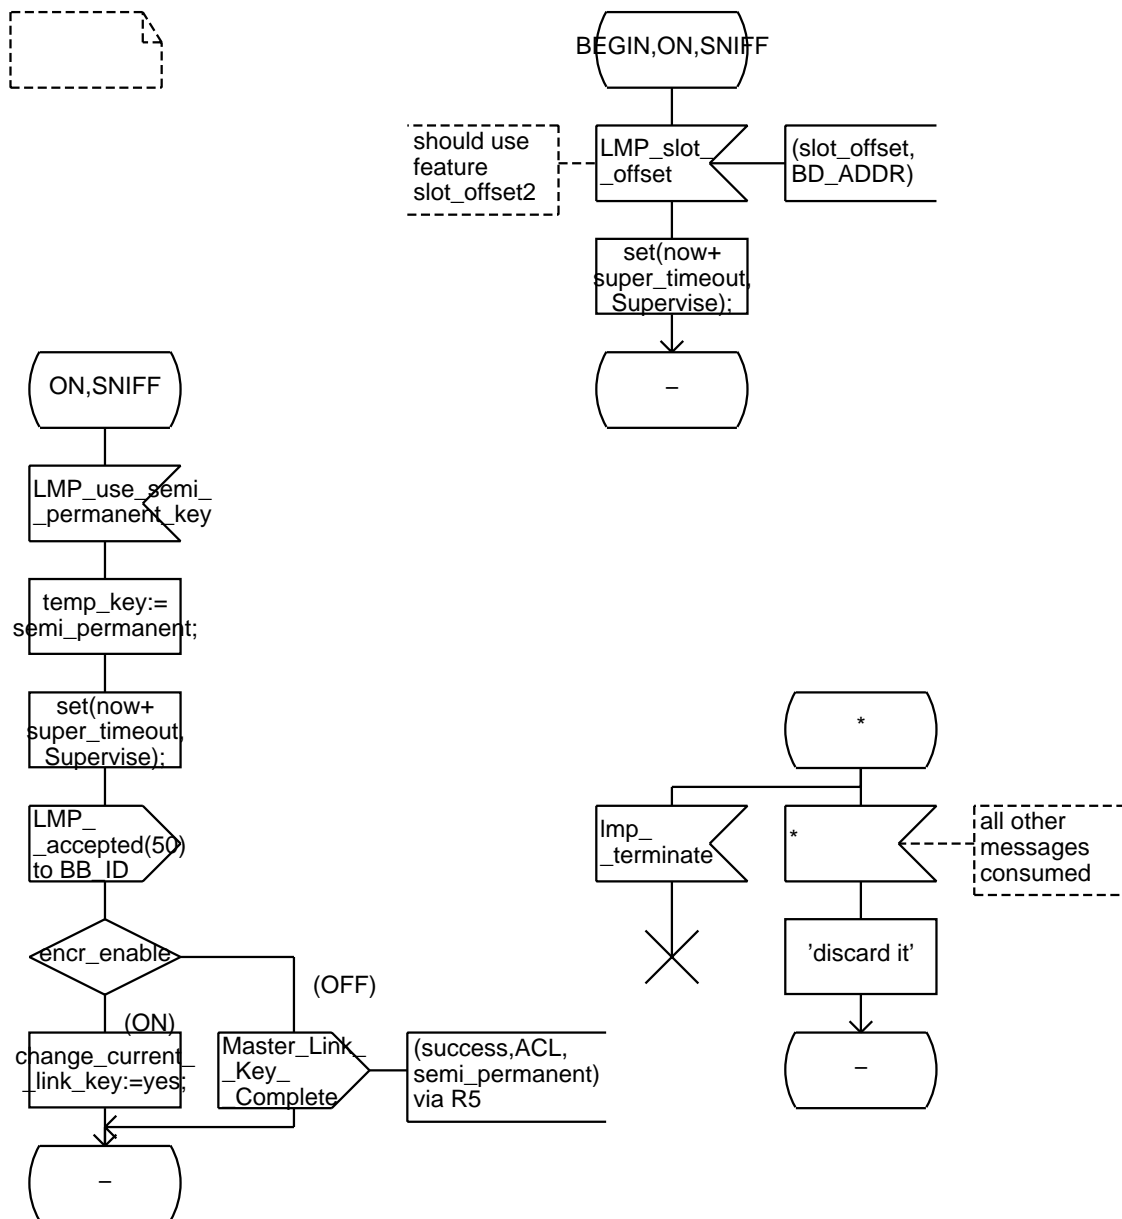 BEGIN,ON,SNIFF
should use
feature
slot_offset2
LMP_slot_
_offset
(slot_offset,
BD_ADDR)
set(now+
super_timeout,
Supervise);
–
ON,SNIFF
LMP_use_semi_
_permanent_key
temp_key:=
semi_permanent;
set(now+
super_timeout,
Supervise);
LMP_
_accepted(50)
to BB_ID
encr_enable
(OFF)
(ON)
change_current_
_link_key:=yes;
Master_Link_
_Key_
_Complete
(success,ACL,
semi_permanent)
via R5
–
*
lmp_
_terminate
*
all other
messages
consumed
’discard it’
–